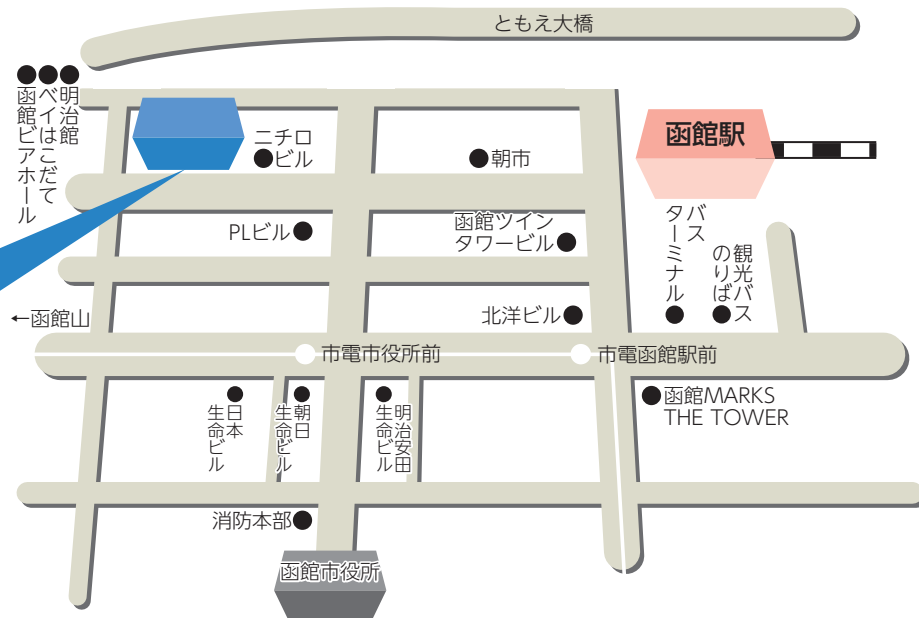 ともえ大橋
明治館
ベイはこだて
函館ビアホール
ニチロ
ビル
朝市
函館駅
PLビル
函館ツイン
タワービル
バス
ターミナル
観光バス
のりば
←函館山
北洋ビル
市電市役所前
市電函館駅前
日本
生命ビル
朝日
生命ビル
明治安田
生命ビル
函館MARKS
THE TOWER
消防本部
函館市役所